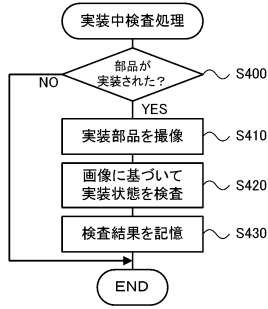 実装中検査処理
部品が
実装された？
S400
NO
YES
実装部品を撮像
S410
画像に基づいて
実装状態を検査
S420
検査結果を記憶
S430
END